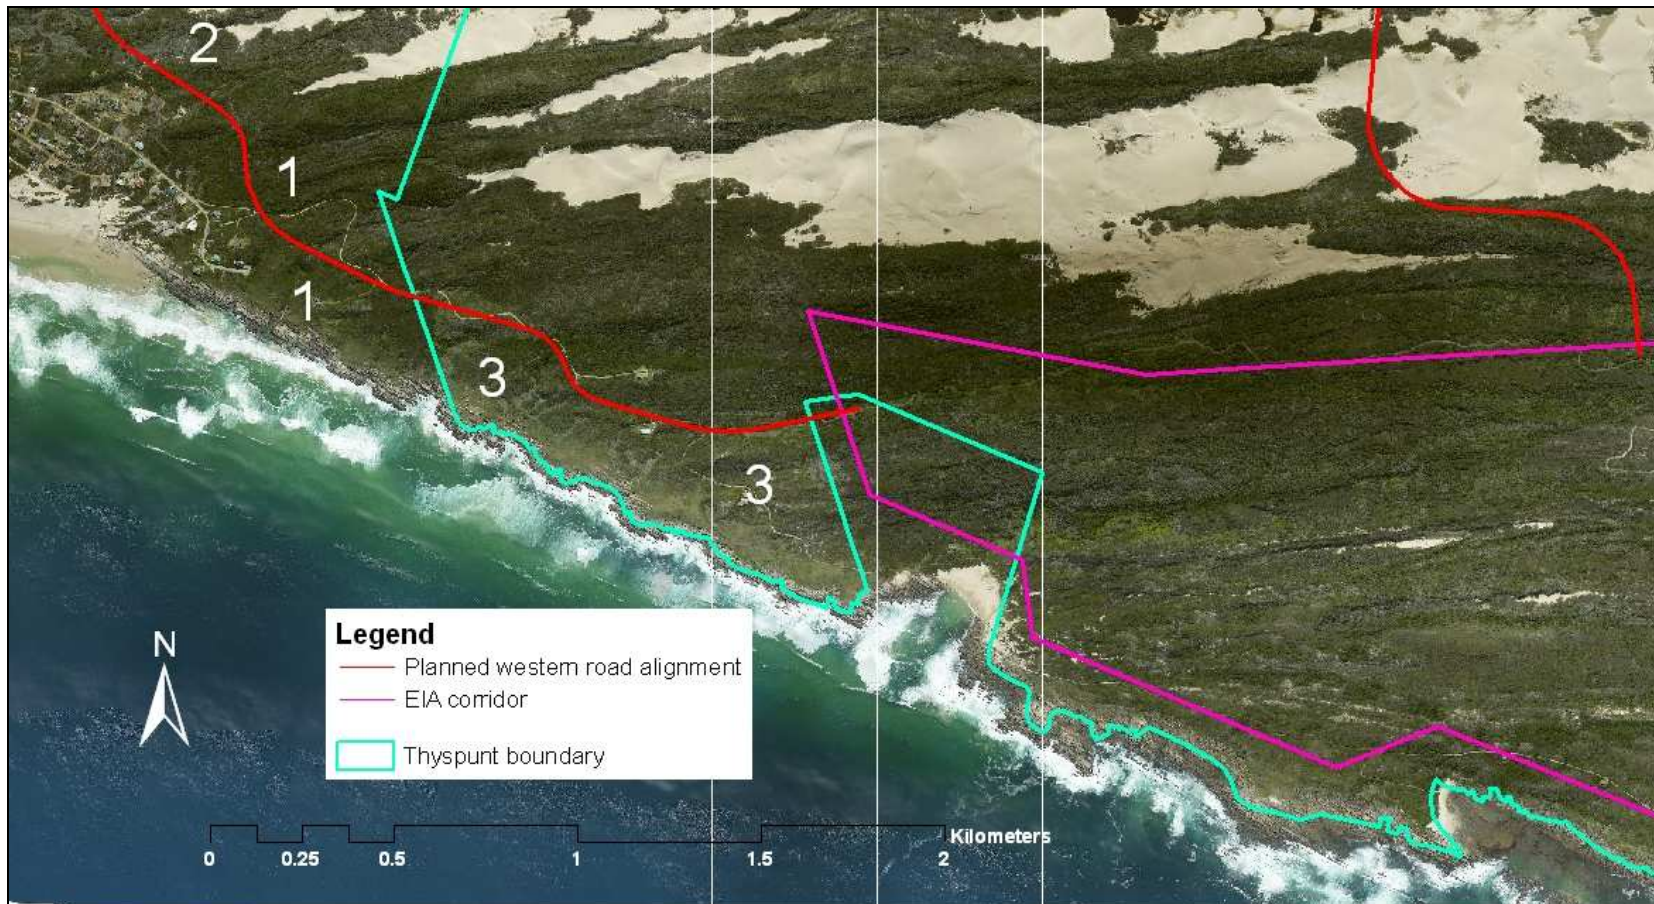 2
1
1
3
3
N
Legend
Planned western road alignment
EIA corridor
Thyspunt boundary
Kilometers
0 0.25 0.5 1 1.5 2